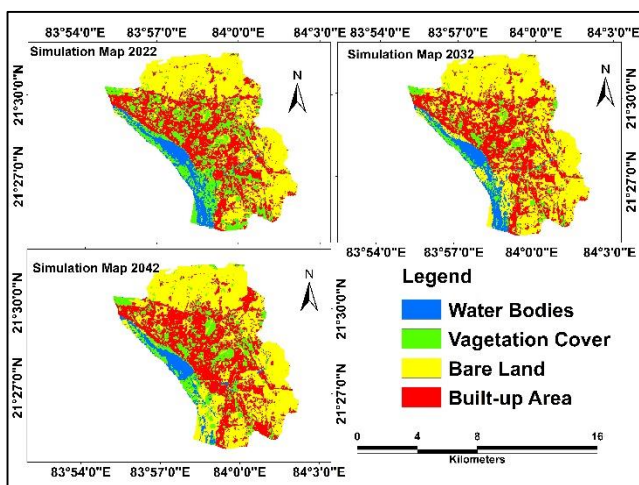 83°54'0"E 83°57'0"E 84°0'0"E 84°3'0"E 83°54'0"E 83°57'0"E 84°0'0"E 84°3'0"E
Simulation Map 2022
Simulation Map 2032
N
N
21°30'0"N
21°27'0"N
21°30'0"N
21°27'0"N
83°54'0"E 83°57'0"E 84°0'0"E 84°3'0"E
Simulation Map 2042
N
21°30'0"N
21°27'0"N
21°30'0"N
21°27'0"N
83°54'0"E 83°57'0"E 84°0'0"E 84°3'0"E
Legend
Water Bodies
Vagetation Cover
Bare Land
Built-up Area
0 4 8 16
Kilometers